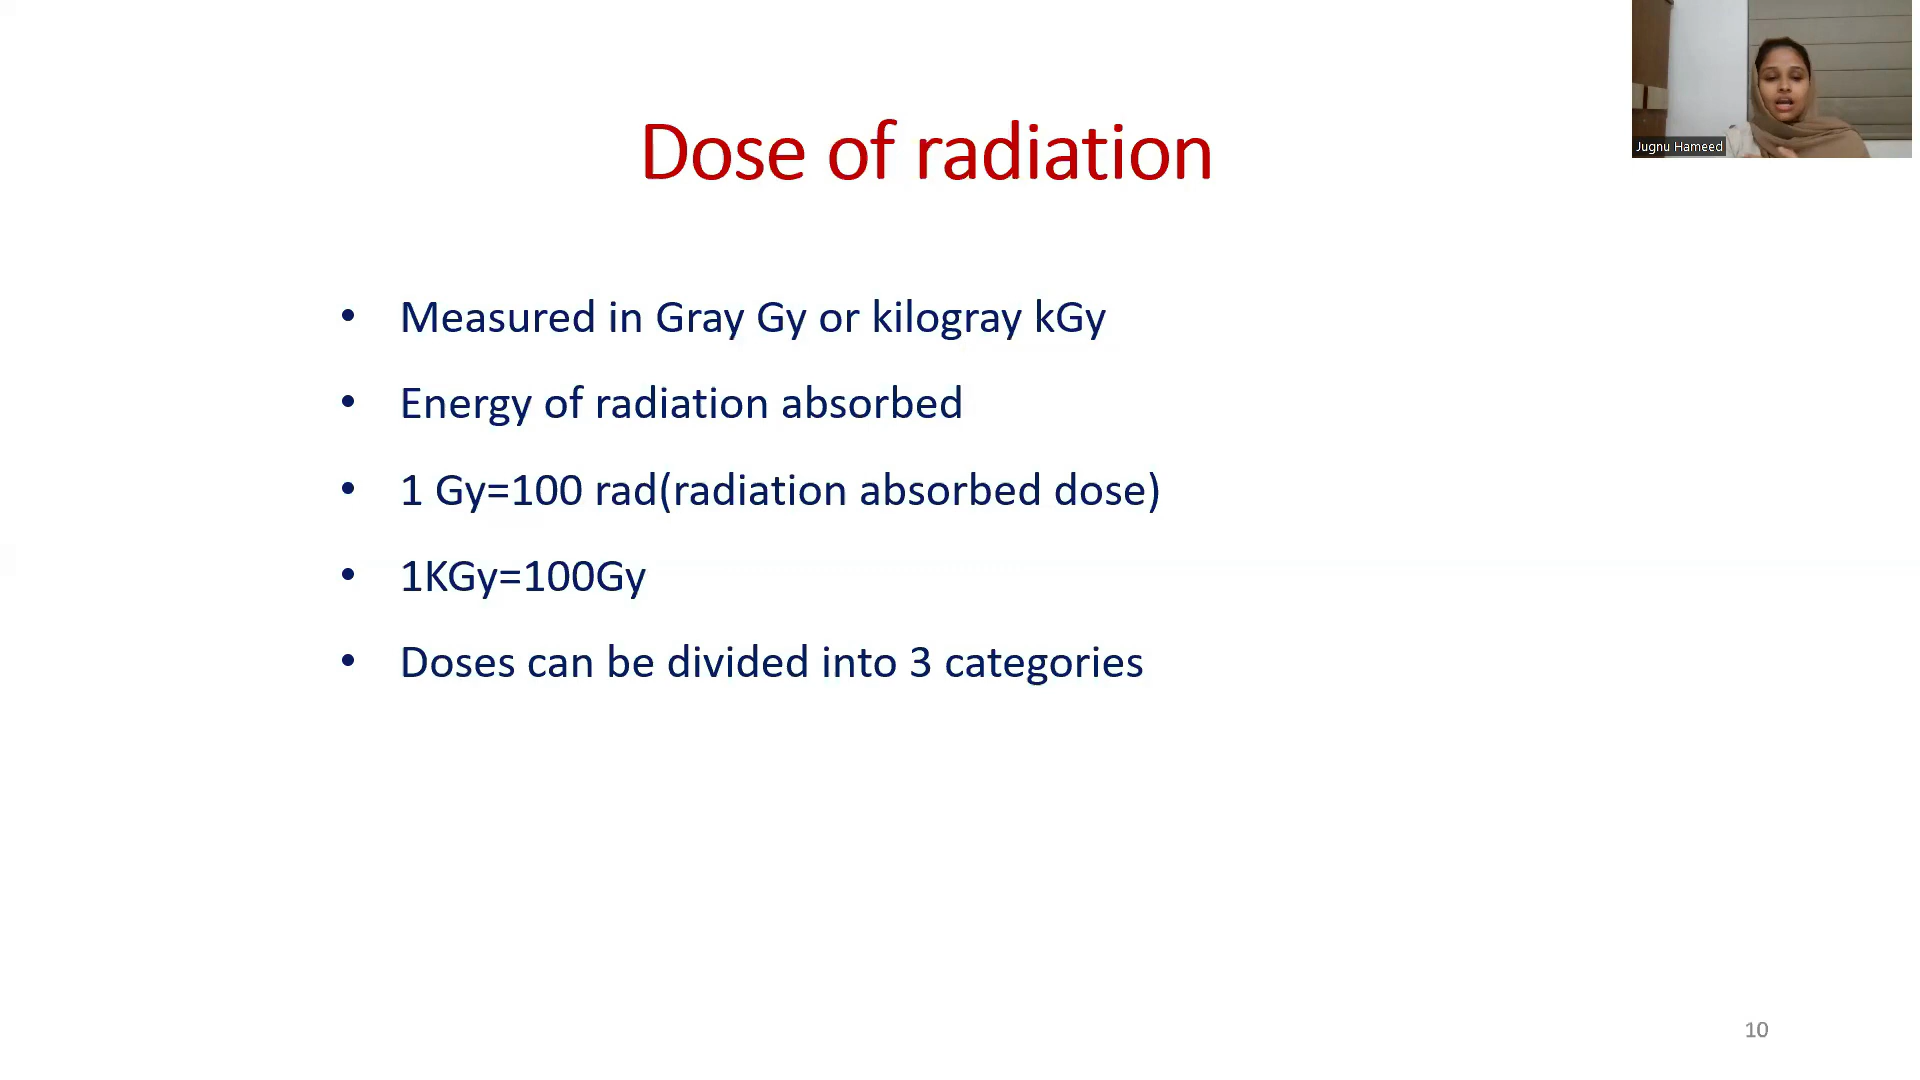 Jugnu Hameed
Dose of radiation
• Measured in Gray Gy or kilogray kGy
• Energy of radiation absorbed
• 1 Gy=100 rad(radiation absorbed dose)
• 1KGy=100Gy
• Doses can be divided into 3 categories
10